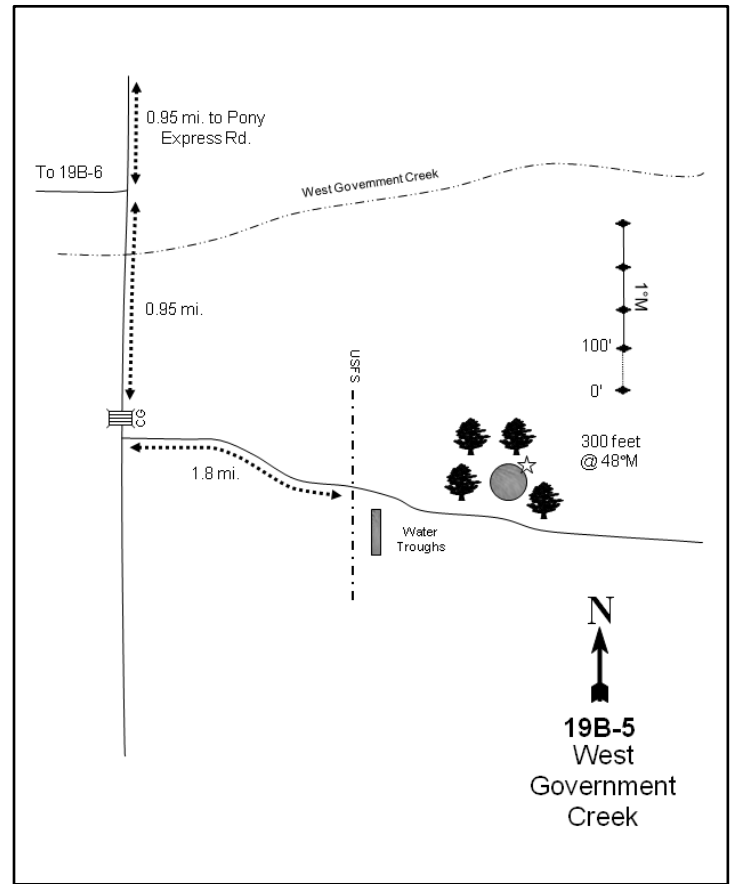 0.95 mi. to Pony
Express Rd.
To 19B-6
West Government Creek
1°M
0.95 mi.
100'
0'
USFS
CG
300 feet
@ 48°M
1.8 mi.
Water
Troughs
N
19B-5
West
Government
Creek